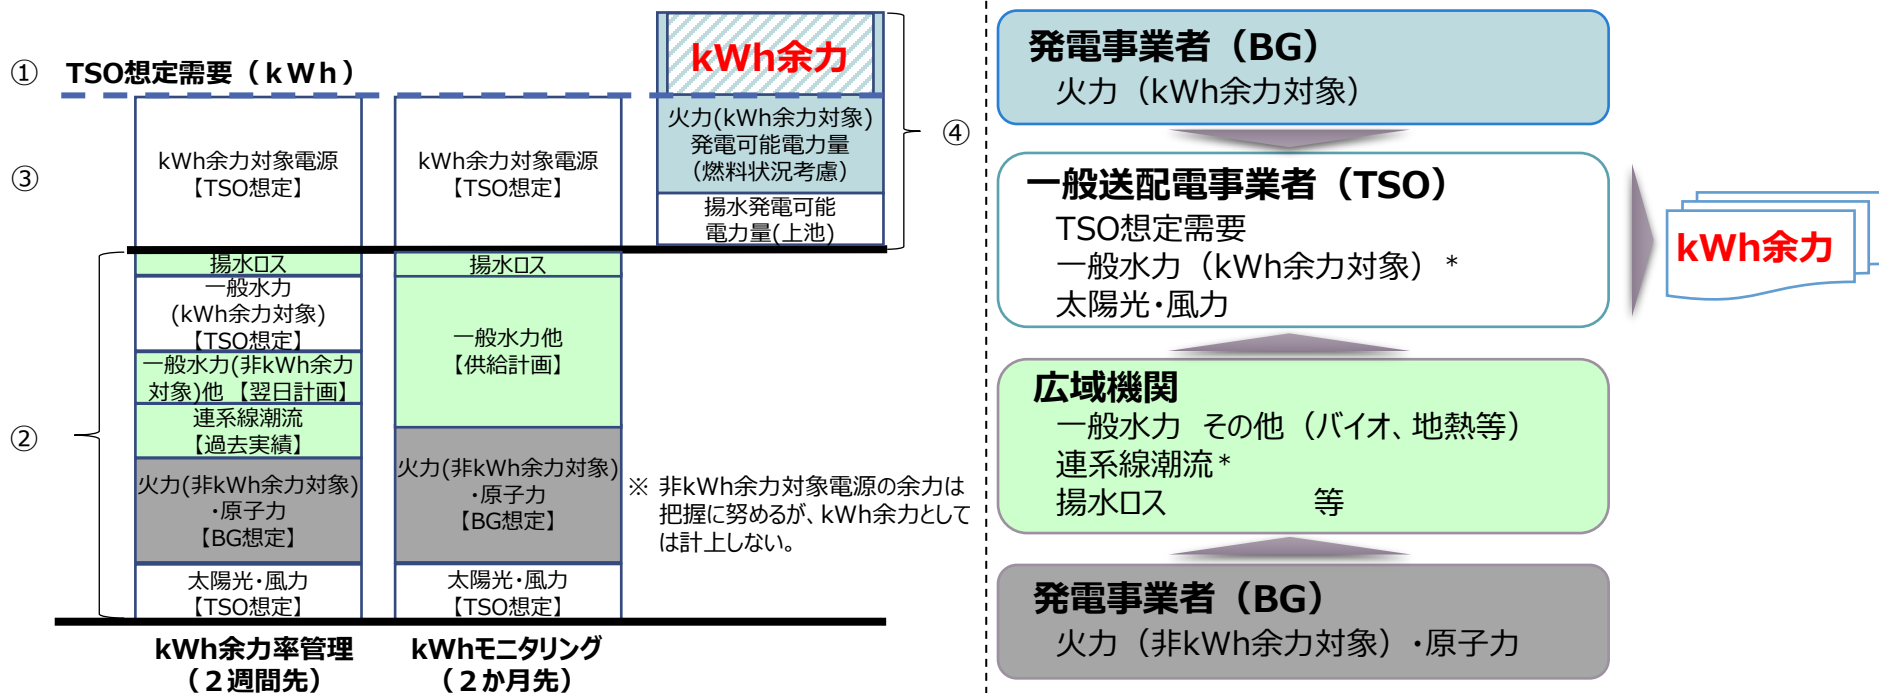 ① TSO想定需要（kWh）
kWh余力
③
kWh余力対象電源
【TSO想定】
kWh余力対象電源
【TSO想定】
火力(kWh余力対象)
発電可能電力量
(燃料状況考慮)
揚水発電可能
電力量(上池)
④
②
揚水ロス
一般水力
(kWh余力対象)
【TSO想定】
一般水力(非kWh余力
対象)他 【翌日計画】
連系線潮流
【過去実績】
火力(非kWh余力対象)
・原子力
【BG想定】
太陽光・風力
【TSO想定】
揚水ロス
一般水力他
【供給計画】
火力(非kWh余力対象)
・原子力
【BG想定】
太陽光・風力
【TSO想定】
※ 非kWh余力対象電源の余力は
把握に努めるが、kWh余力として
は計上しない。
kWh余力率管理
（２週間先）
kWhモニタリング
（２か月先）
発電事業者（BG）
火力（kWh余力対象）
一般送配電事業者（TSO）
TSO想定需要
一般水力（kWh余力対象）*
太陽光・風力
kWh余力
広域機関
一般水力 その他（バイオ、地熱等）
連系線潮流*
揚水ロス 等
発電事業者（BG）
火力（非kWh余力対象）・原子力